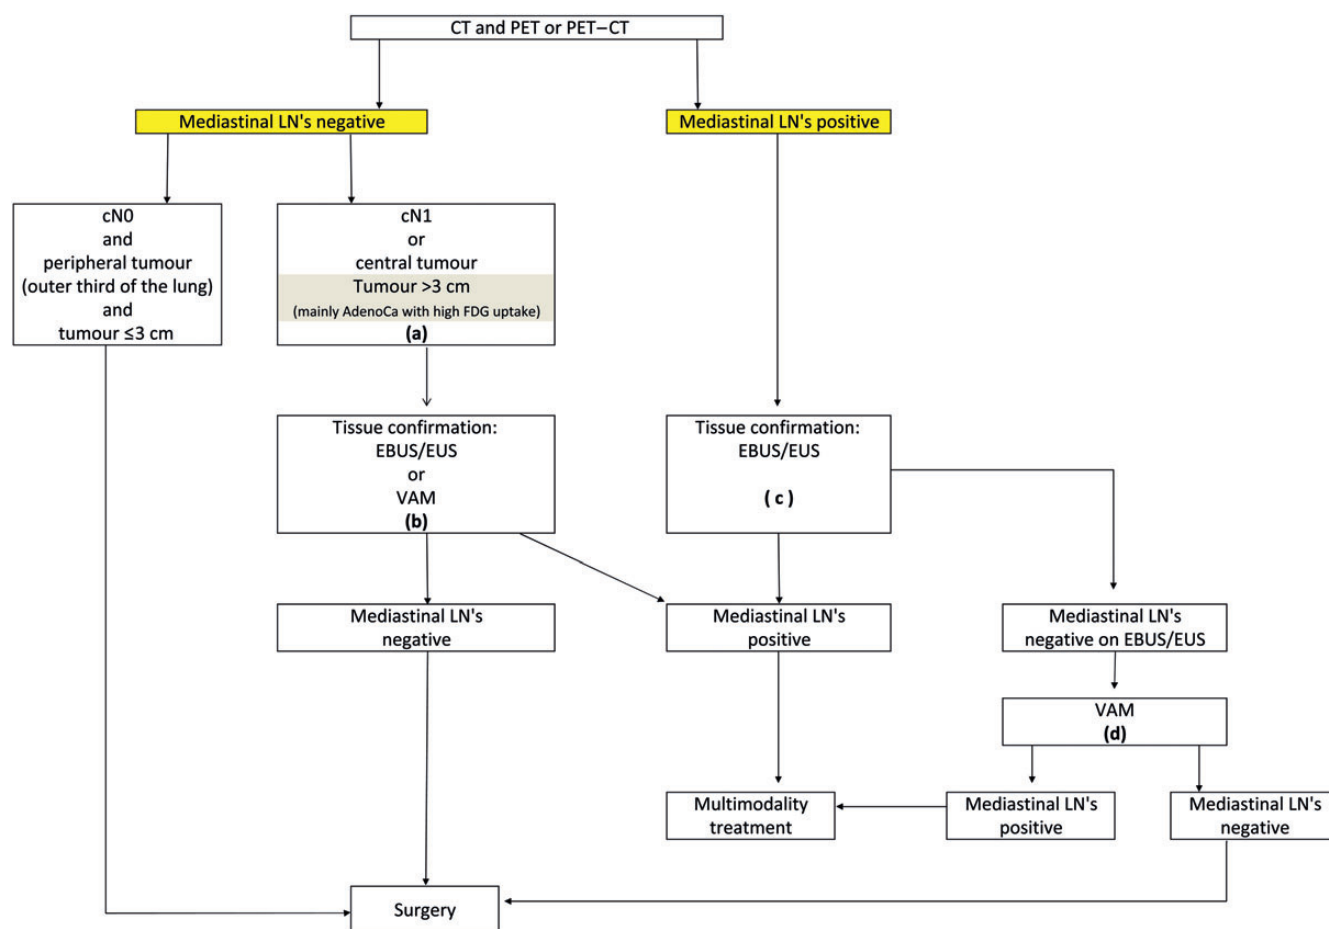 CT and PET or PET–CT
Mediastinal LN's negative
Mediastinal LN's positive
cN0
and
peripheral tumour
(outer third of the lung)
and
tumour ≤3 cm
cN1
or
central tumour
Tumour >3 cm
(mainly AdenoCa with high FDG uptake)
(a)
Tissue confirmation:
EBUS/EUS
or
VAM
(b)
Tissue confirmation:
EBUS/EUS
( c )
Mediastinal LN's
negative
Mediastinal LN's
positive
Mediastinal LN's
negative on EBUS/EUS
VAM
(d)
Multimodality
treatment
Mediastinal LN's
positive
Mediastinal LN's
negative
Surgery